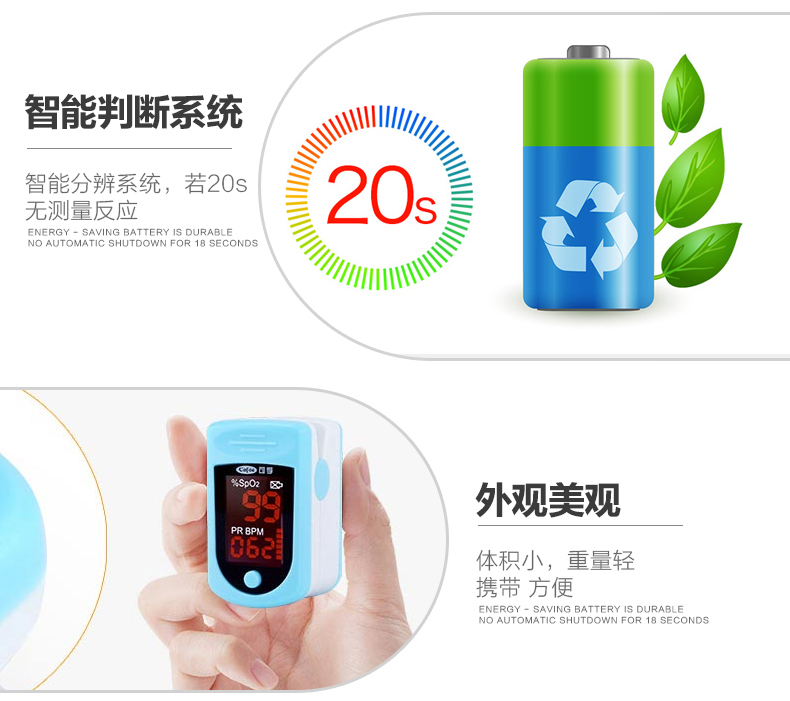 智能判断系统
智能分辨系统，若20s
无测量反应
ENERGY - SAVING BATTERY IS DURABLE
NO AUTOMATIC SHUTDOWN FOR 18 SECONDS
20s
%SpO2
99
PR BPM
062
外观美观
体积小，重量轻
携带 方便
ENERGY - SAVING BATTERY IS DURABLE
NO AUTOMATIC SHUTDOWN FOR 18 SECONDS